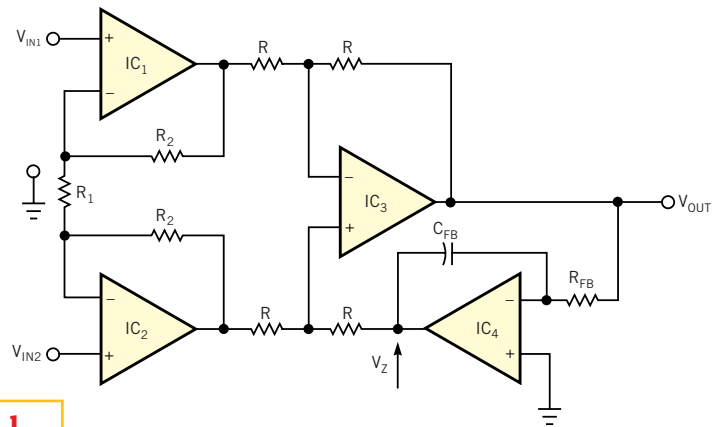 V_IN1
+
IC_1
−
R
R
R_2
R_1
−
IC_3
+
V_OUT
R_2
C_FB
−
IC_2
+
R
R
−
IC_4
+
R_FB
V_IN2
V_Z
1